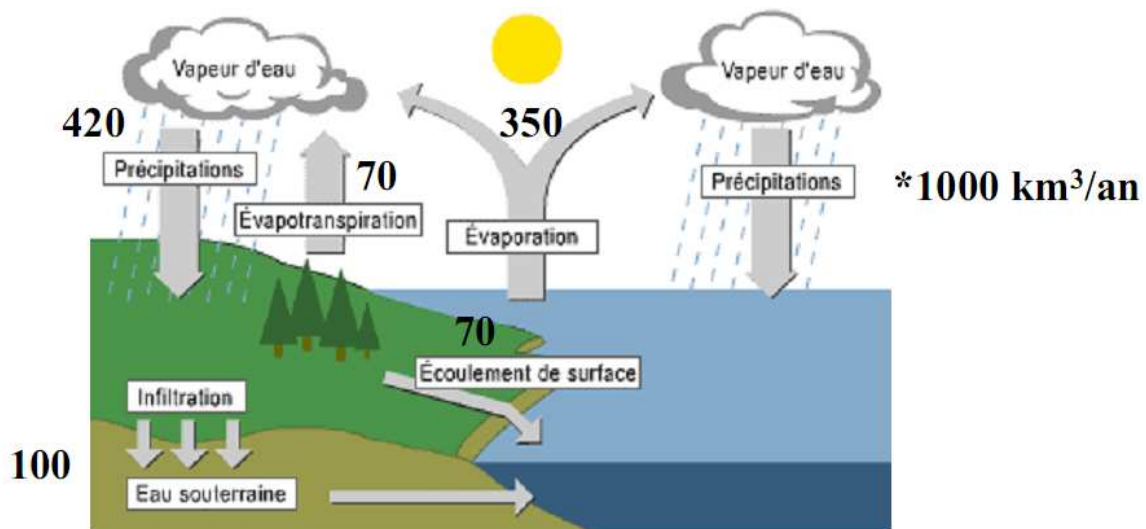 Vapeur d'eau
Vapeur d'eau
420
350
Précipitations
70
Précipitations
*1000 km³/an
Évapotranspiration
Évaporation
70
Écoulement de surface
Infiltration
100
Eau souterraine